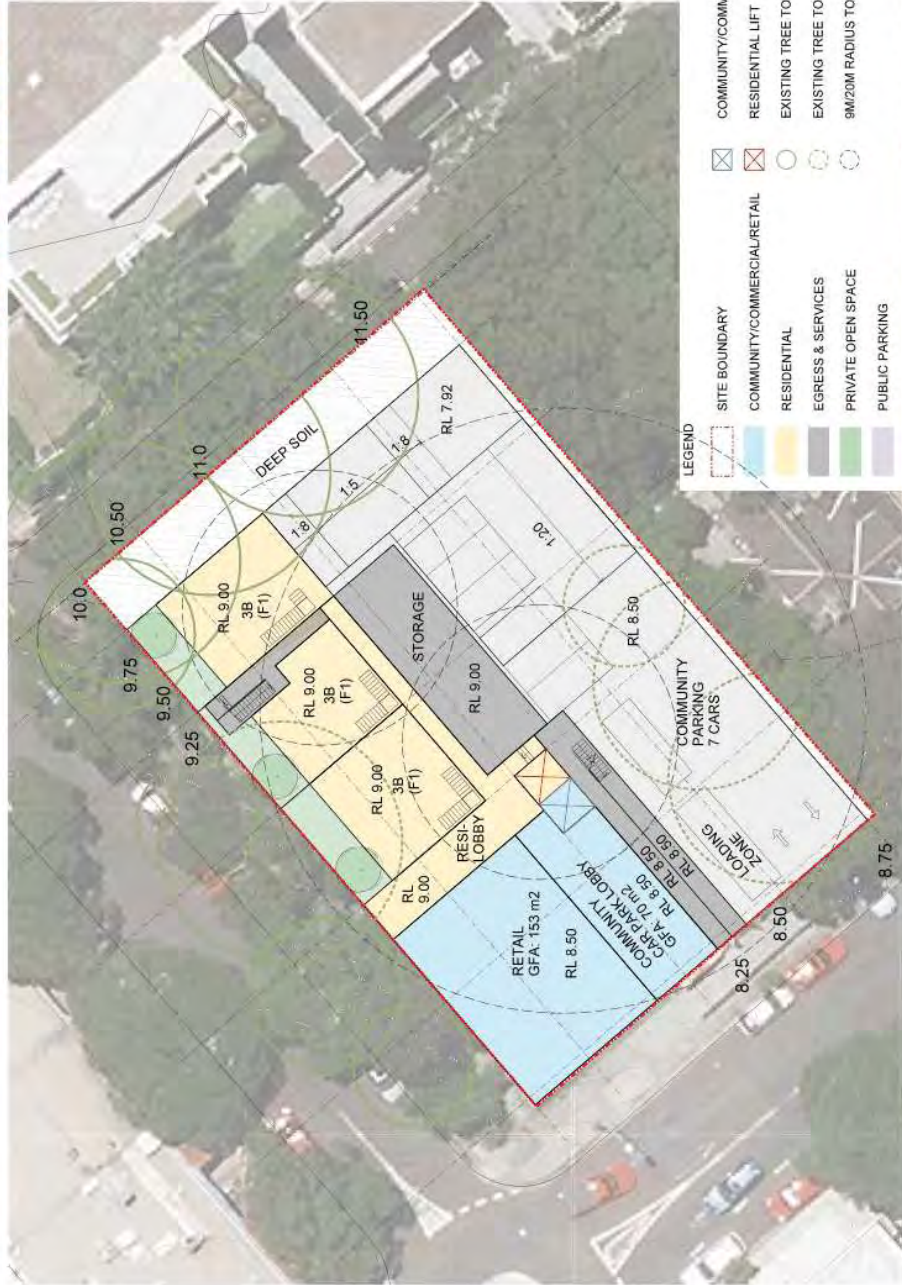 10.0
10.50
11.0
11.50
9.75
9.50
9.25
DEEP SOIL
RL 9.00
3B
(F1)
RL 9.00
3B
(F1)
RL 9.00
3B
(F1)
1:8
1:5
1:8
RL 7.92
STORAGE
RL 9.00
1:20
RL 8.50
COMMUNITY
PARKING
7 CARS
LOADING
ZONE
RESI-
LOBBY
RL
9.00
RETAIL
GFA: 153 m2
RL 8.50
COMMUNITY
CAR PARK LOBBY
GFA: 70 m2
RL 8 50
RL 8 50
RL 8.50
8.25
8.50
8.75
LEGEND
SITE BOUNDARY
COMMUNITY/COMMERCIAL/RETAIL
RESIDENTIAL
EGRESS & SERVICES
PRIVATE OPEN SPACE
PUBLIC PARKING
COMMUNITY/COMM
RESIDENTIAL LIFT
EXISTING TREE TO
EXISTING TREE TO
9M/20M RADIUS TO